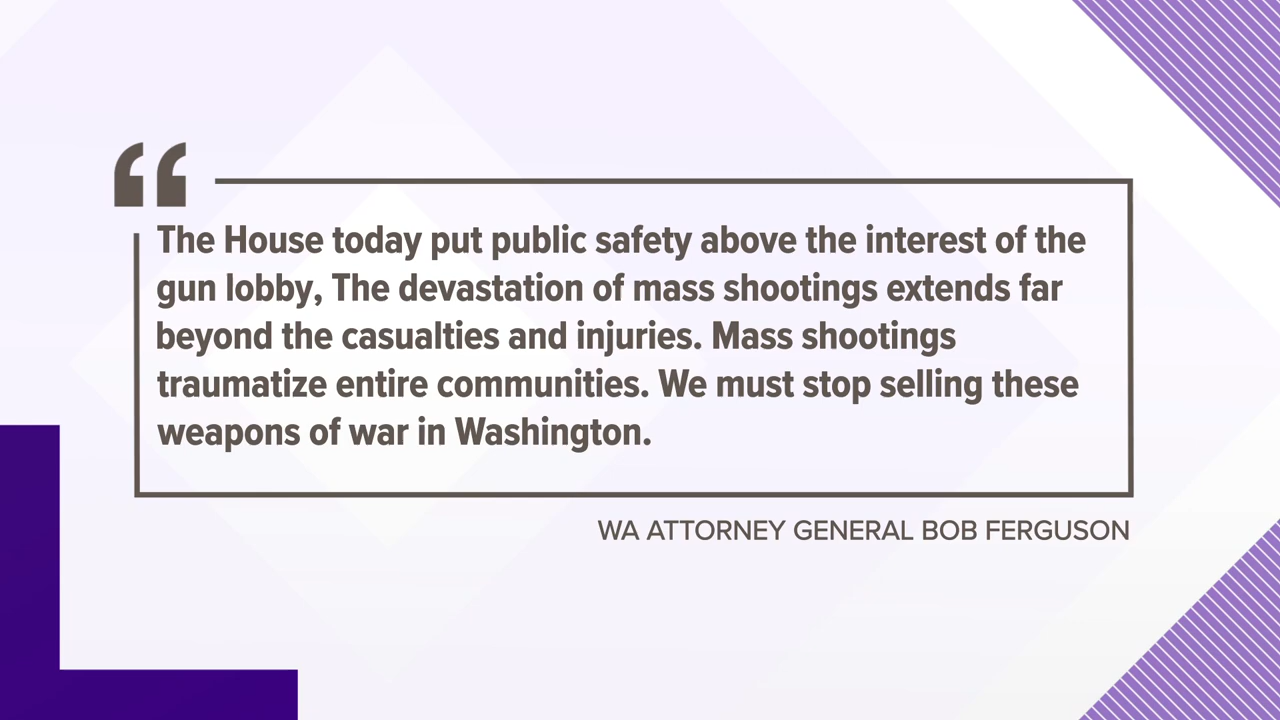 “
The House today put public safety above the interest of the
gun lobby, The devastation of mass shootings extends far
beyond the casualties and injuries. Mass shootings
traumatize entire communities. We must stop selling these
weapons of war in Washington.
WA ATTORNEY GENERAL BOB FERGUSON